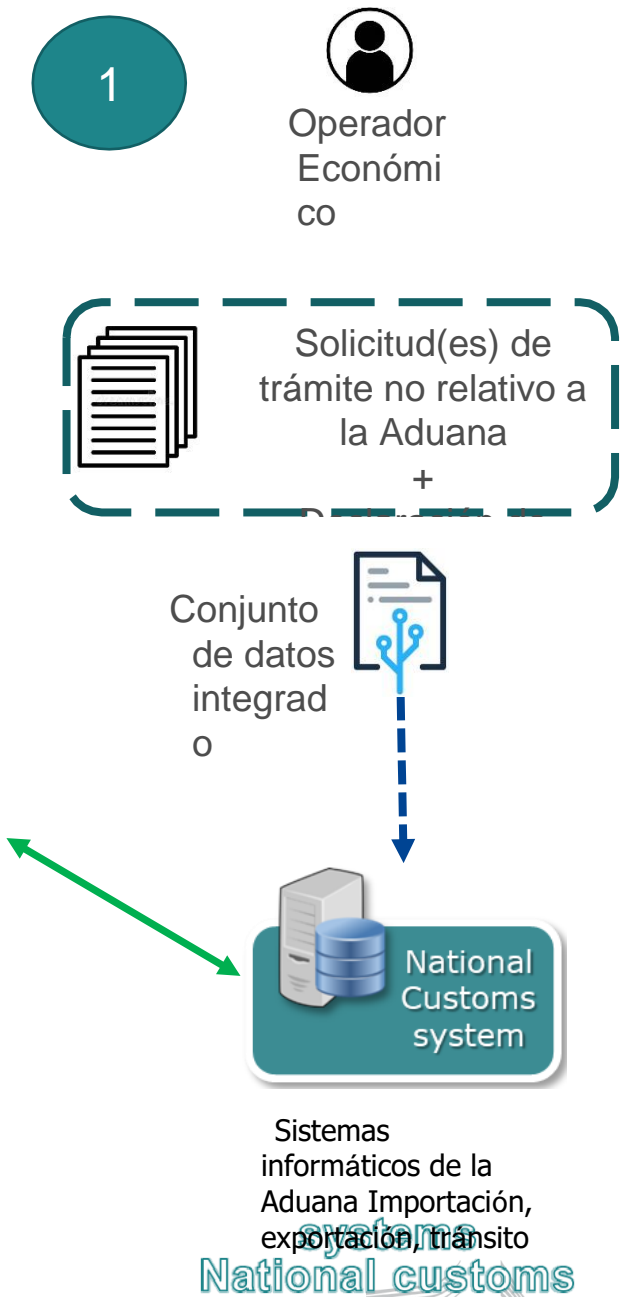 1
Operador
Económi
co
Solicitud(es) de
trámite no relativo a
la Aduana
+
Conjunto
de datos
integrad
o
National
Customs
system
Sistemas
informáticos de la
Aduana Importación,
exportación, tránsito
systems
National customs